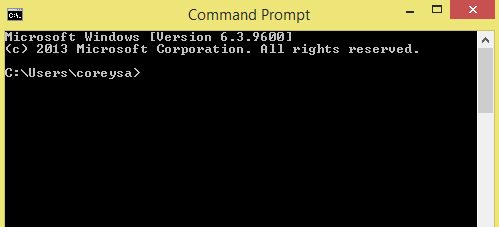 Command Prompt
Microsoft Windows [Version 6.3.9600]
(c) 2013 Microsoft Corporation. All rights reserved.
C:\Users\coreysa>